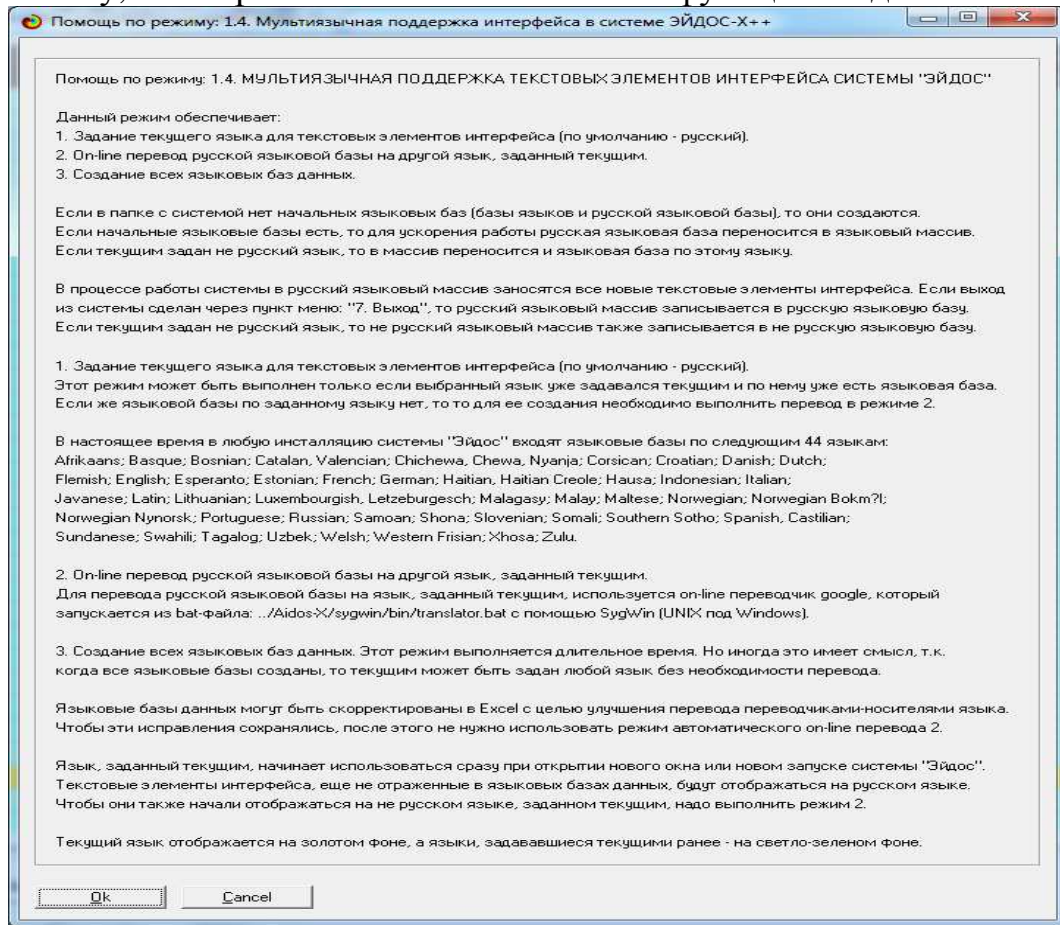 Помощь по режиму: 1.4. Мультиязычная поддержка интерфейса в системе ЭЙДОС-X++
Помощь по режиму: 1.4. МУЛЬТИЯЗЫЧНАЯ ПОДДЕРЖКА ТЕКСТОВЫХ ЭЛЕМЕНТОВ ИНТЕРФЕЙСА СИСТЕМЫ "ЭЙДОС"
Данный режим обеспечивает:
1. Задание текущего языка для текстовых элементов интерфейса (по умолчанию - русский).
2. On-line перевод русской языковой базы на другой язык, заданный текущим.
3. Создание всех языковых баз данных.
Если в папке с системой нет начальных языковых баз (базы языков и русской языковой базы), то они создаются.
Если начальные языковые базы есть, то для ускорения работы русская языковая база переносится в языковый массив.
Если текущим задан не русский язык, то в массив переносится и языковая база по этому языку.
В процессе работы системы в русский языковый массив заносятся все новые текстовые элементы интерфейса. Если выход
из системы сделан через пункт меню: "7. Выход", то русский языковый массив записывается в русскую языковую базу.
Если текущим задан не русский язык, то не русский языковый массив также записывается в не русскую языковую базу.
1. Задание текущего языка для текстовых элементов интерфейса (по умолчанию - русский).
Этот режим может быть выполнен только если выбранный язык уже задавался текущим и по нему уже есть языковая база.
Если же языковой базы по заданному языку нет, то то для ее создания необходимо выполнить перевод в режиме 2.
В настоящее время в любую инсталляцию системы "Эйдос" входят языковые базы по следующим 44 языкам:
Afrikaans; Basque; Bosnian; Catalan, Valencian; Chichewa, Chewa, Nyanja; Corsican; Croatian; Danish; Dutch;
Flemish; English; Esperanto; Estonian; French; German; Haitian, Haitian Creole; Hausa; Indonesian; Italian;
Javanese; Latin; Lithuanian; Luxembourgish, Letzeburgesch; Malagasy; Malay; Maltese; Norwegian; Norwegian Bokm?l;
Norwegian Nynorsk; Portuguese; Russian; Samoan; Shona; Slovenian; Somali; Southern Sotho; Spanish, Castilian;
Sundanese; Swahili; Tagalog; Uzbek; Welsh; Western Frisian; Xhosa; Zulu.
2. On-line перевод русской языковой базы на другой язык, заданный текущим.
Для перевода русской языковой базы на язык, заданный текущим, используется on-line переводчик google, который
запускается из bat-файла: ../Aidos-X/sygwin/bin/translator.bat с помощью SygWin (UNIX под Windows).
3. Создание всех языковых баз данных. Этот режим выполняется длительное время. Но иногда это имеет смысл, т.к.
когда все языковые базы созданы, то текущим может быть задан любой язык без необходимости перевода.
Языковые базы данных могут быть скорректированы в Excel с целью улучшения перевода переводчиками-носителями языка.
Чтобы эти исправления сохранялись, после этого не нужно использовать режим автоматического on-line перевода 2.
Язык, заданный текущим, начинает использоваться сразу при открытии нового окна или новом запуске системы "Эйдос".
Текстовые элементы интерфейса, еще не отраженные в языковых базах данных, будут отображаться на русском языке.
Чтобы они также начали отображаться на не русском языке, заданном текущим, надо выполнить режим 2.
Текущий язык отображается на золотом фоне, а языки, задававшиеся текущими ранее - на светло-зеленом фоне.
Ok Cancel